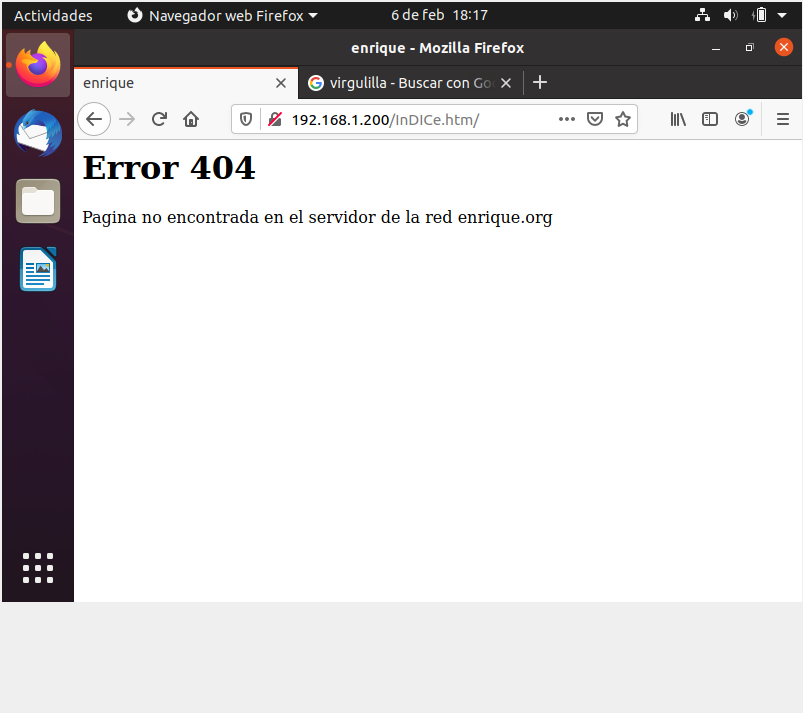 Actividades Navegador web Firefox 6 de feb 18:17
enrique - Mozilla Firefox
enrique virgulilla - Buscar con Go
192.168.1.200/InDICe.htm/
Error 404
Pagina no encontrada en el servidor de la red enrique.org